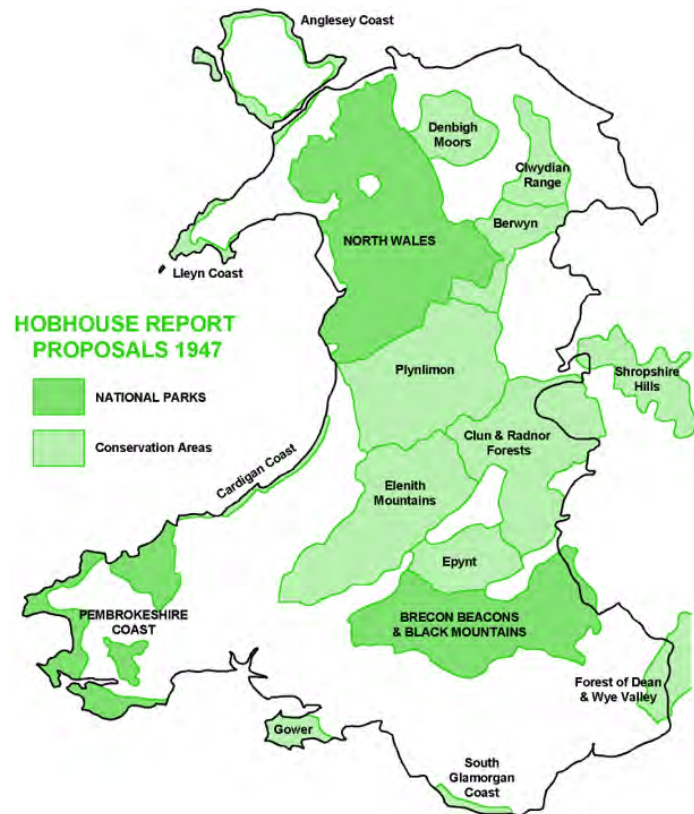 Anglesey Coast
Denbigh
Moors
Clwydian
Range
Berwyn
NORTH WALES
Lleyn Coast
HOBHOUSE REPORT
PROPOSALS 1947
NATIONAL PARKS
Conservation Areas
Plynlimon
Shropshire
Hills
Clun & Radnor
Forests
Cardigan Coast
Elenith
Mountains
Epynt
PEMBROKESHIRE
COAST
BRECON BEACONS
& BLACK MOUNTAINS
Forest of Dean
& Wye Valley
Gower
South
Glamorgan
Coast